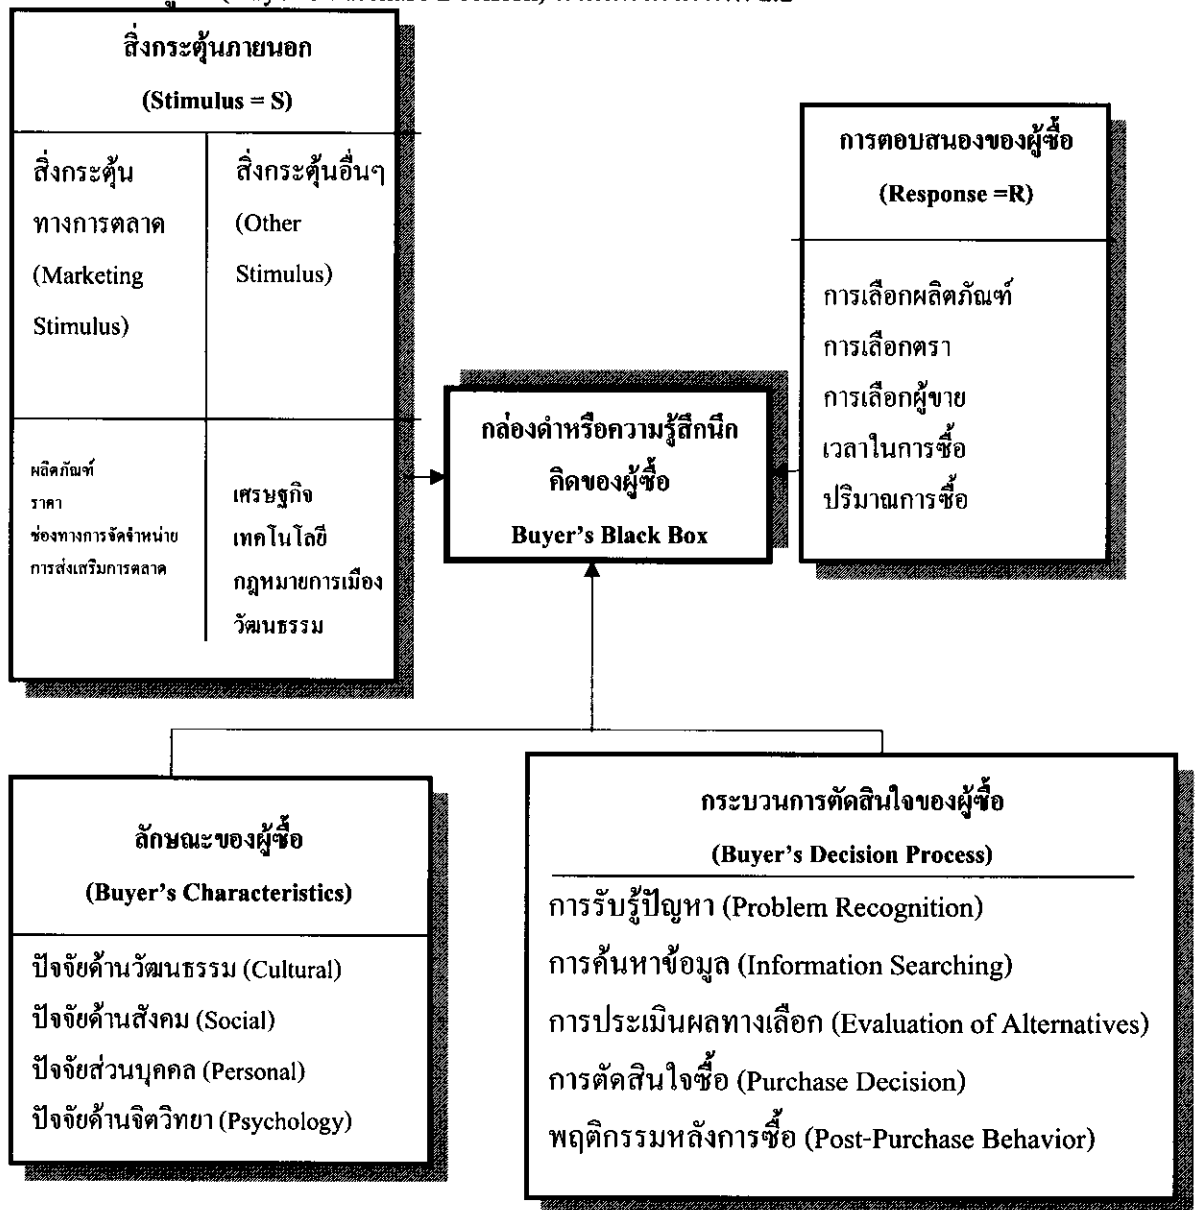 (Buyer's Purchase Decision)
สิ่งกระตุ้นภายนอก
(Stimulus = S)
สิ่งกระตุ้น
ทางการตลาด
(Marketing
Stimulus)
สิ่งกระตุ้นอื่นๆ
(Other
Stimulus)
ผลิตภัณฑ์
ราคา
ช่องทางการจัดจำหน่าย
การส่งเสริมการตลาด
เศรษฐกิจ
เทคโนโลยี
กฎหมายการเมือง
วัฒนธรรม
กล่องดำหรือความรู้สึกนึก
คิดของผู้ซื้อ
Buyer's Black Box
การตอบสนองของผู้ซื้อ
(Response =R)
การเลือกผลิตภัณฑ์
การเลือกตรา
การเลือกผู้ขาย
เวลาในการซื้อ
ปริมาณการซื้อ
ลักษณะของผู้ซื้อ
(Buyer's Characteristics)
ปัจจัยด้านวัฒนธรรม (Cultural)
ปัจจัยด้านสังคม (Social)
ปัจจัยส่วนบุคคล (Personal)
ปัจจัยด้านจิตวิทยา (Psychology)
กระบวนการตัดสินใจของผู้ซื้อ
(Buyer's Decision Process)
การรับรู้ปัญหา (Problem Recognition)
การค้นหาข้อมูล (Information Searching)
การประเมินผลทางเลือก (Evaluation of Alternatives)
การตัดสินใจซื้อ (Purchase Decision)
พฤติกรรมหลังการซื้อ (Post-Purchase Behavior)